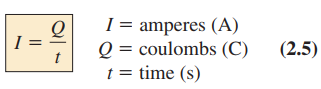 I = Q/t
I = amperes (A)
Q = coulombs (C) (2.5)
t = time (s)